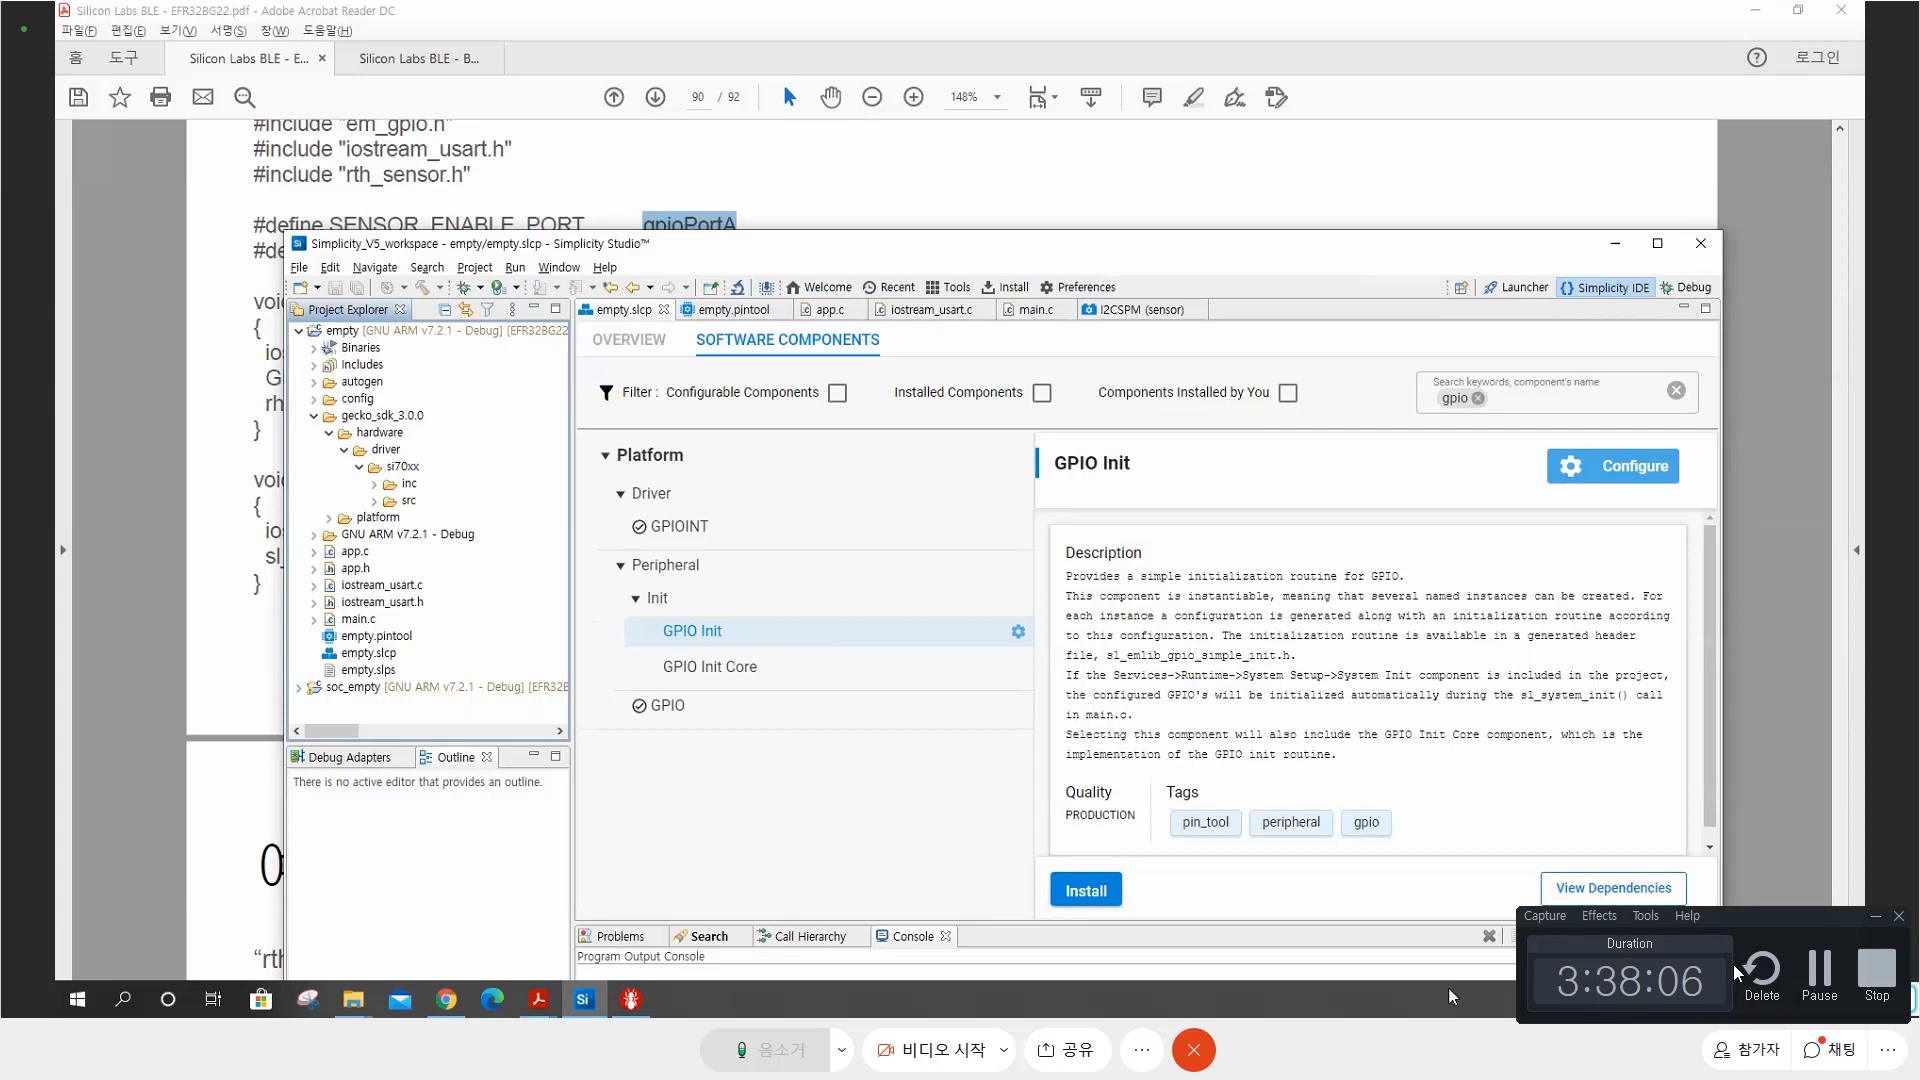 Silicon Labs BLE - EFR32BG22.pdf - Adobe Acrobat Reader DC
파일(F) 편집(E) 보기(V) 서명(S) 창(W) 도움말(H)
홈 도구 Silicon Labs BLE - E... × Silicon Labs BLE - B... 로그인
90 / 92 148%
#include "em_gpio.h"
#include "iostream_usart.h"
#include "rth_sensor.h"
#define SENSOR_ENABLE_PORT gpioPortA
#de
voi
{
ios
G
rh
}
voi
{
ios
sl_
}
"rth
Simplicity_V5_workspace - empty/empty.slcp - Simplicity Studio™
File Edit Navigate Search Project Run Window Help
Welcome Recent Tools Install Preferences Launcher {} Simplicity IDE Debug
Project Explorer
empty [GNU ARM v7.2.1 - Debug] [EFR32BG22
Binaries
Includes
autogen
config
gecko_sdk_3.0.0
hardware
driver
si70xx
inc
src
platform
GNU ARM v7.2.1 - Debug
app.c
app.h
iostream_usart.c
iostream_usart.h
main.c
empty.pintool
empty.slcp
empty.slps
soc_empty [GNU ARM v7.2.1 - Debug] [EFR32B
Debug Adapters Outline
There is no active editor that provides an outline.
empty.slcp empty.pintool app.c iostream_usart.c main.c I2CSPM (sensor)
OVERVIEW SOFTWARE COMPONENTS
Filter : Configurable Components Installed Components Components Installed by You
Search keywords, component's name
gpio
Platform
Driver
GPIOINT
Peripheral
Init
GPIO Init
GPIO Init Core
GPIO
GPIO Init Configure
Description
Provides a simple initialization routine for GPIO.
This component is instantiable, meaning that several named instances can be created. For
each instance a configuration is generated along with an initialization routine according
to this configuration. The initialization routine is available in a generated header
file, sl_emlib_gpio_simple_init.h.
If the Services->Runtime->System Setup->System Init component is included in the project,
the configured GPIO's will be initialized automatically during the sl_system_init() call
in main.c.
Selecting this component will also include the GPIO Init Core component, which is the
implementation of the GPIO init routine.
Quality Tags
PRODUCTION pin_tool peripheral gpio
Install View Dependencies
Problems Search Call Hierarchy Console
Program Output Console
Capture Effects Tools Help
Duration
3:38:06
Delete Pause Stop
음소거 비디오 시작 공유 참가자 채팅